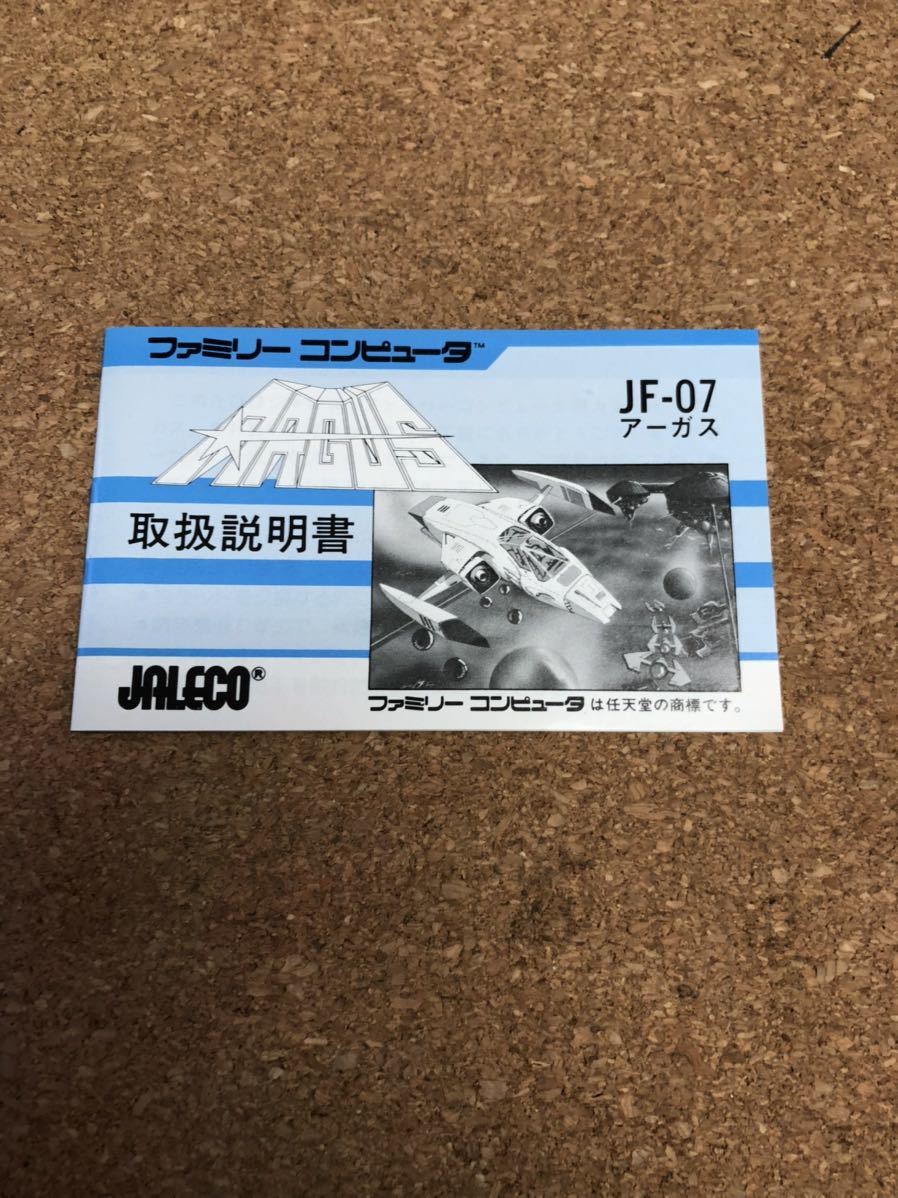 ファミリー コンピュータ™
ARGUS
JF-07
アーガス
取扱説明書
JALECO®
ファミリー コンピュータ は任天堂の商標です。